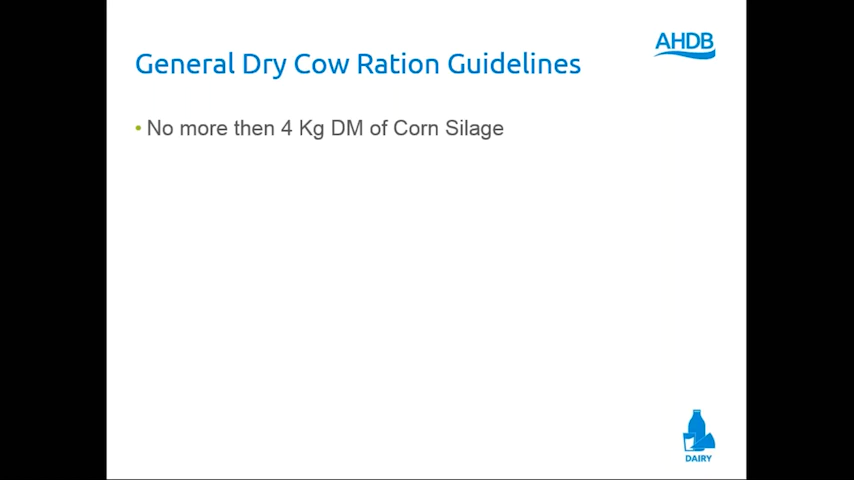 AHDB
General Dry Cow Ration Guidelines
• No more then 4 Kg DM of Corn Silage
DAIRY